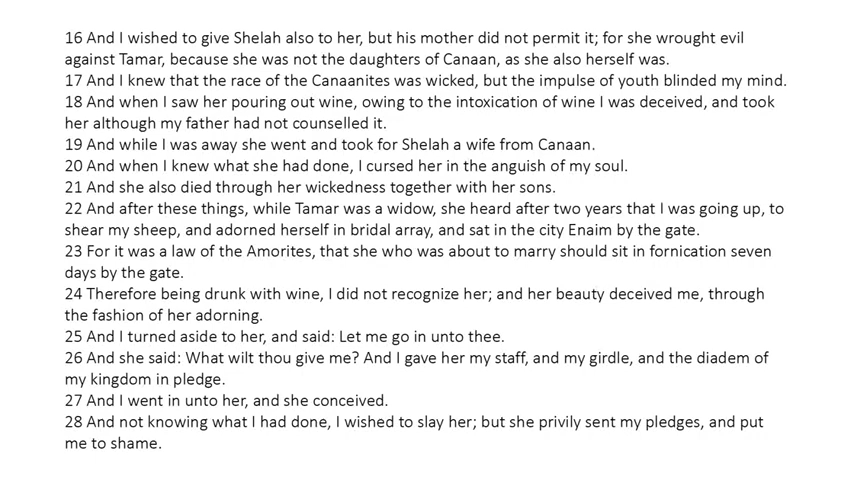 16 And I wished to give Shelah also to her, but his mother did not permit it; for she wrought evil
against Tamar, because she was not the daughters of Canaan, as she also herself was.
17 And I knew that the race of the Canaanites was wicked, but the impulse of youth blinded my mind.
18 And when I saw her pouring out wine, owing to the intoxication of wine I was deceived, and took
her although my father had not counselled it.
19 And while I was away she went and took for Shelah a wife from Canaan.
20 And when I knew what she had done, I cursed her in the anguish of my soul.
21 And she also died through her wickedness together with her sons.
22 And after these things, while Tamar was a widow, she heard after two years that I was going up, to
shear my sheep, and adorned herself in bridal array, and sat in the city Enaim by the gate.
23 For it was a law of the Amorites, that she who was about to marry should sit in fornication seven
days by the gate.
24 Therefore being drunk with wine, I did not recognize her; and her beauty deceived me, through
the fashion of her adorning.
25 And I turned aside to her, and said: Let me go in unto thee.
26 And she said: What wilt thou give me? And I gave her my staff, and my girdle, and the diadem of
my kingdom in pledge.
27 And I went in unto her, and she conceived.
28 And not knowing what I had done, I wished to slay her; but she privily sent my pledges, and put
me to shame.